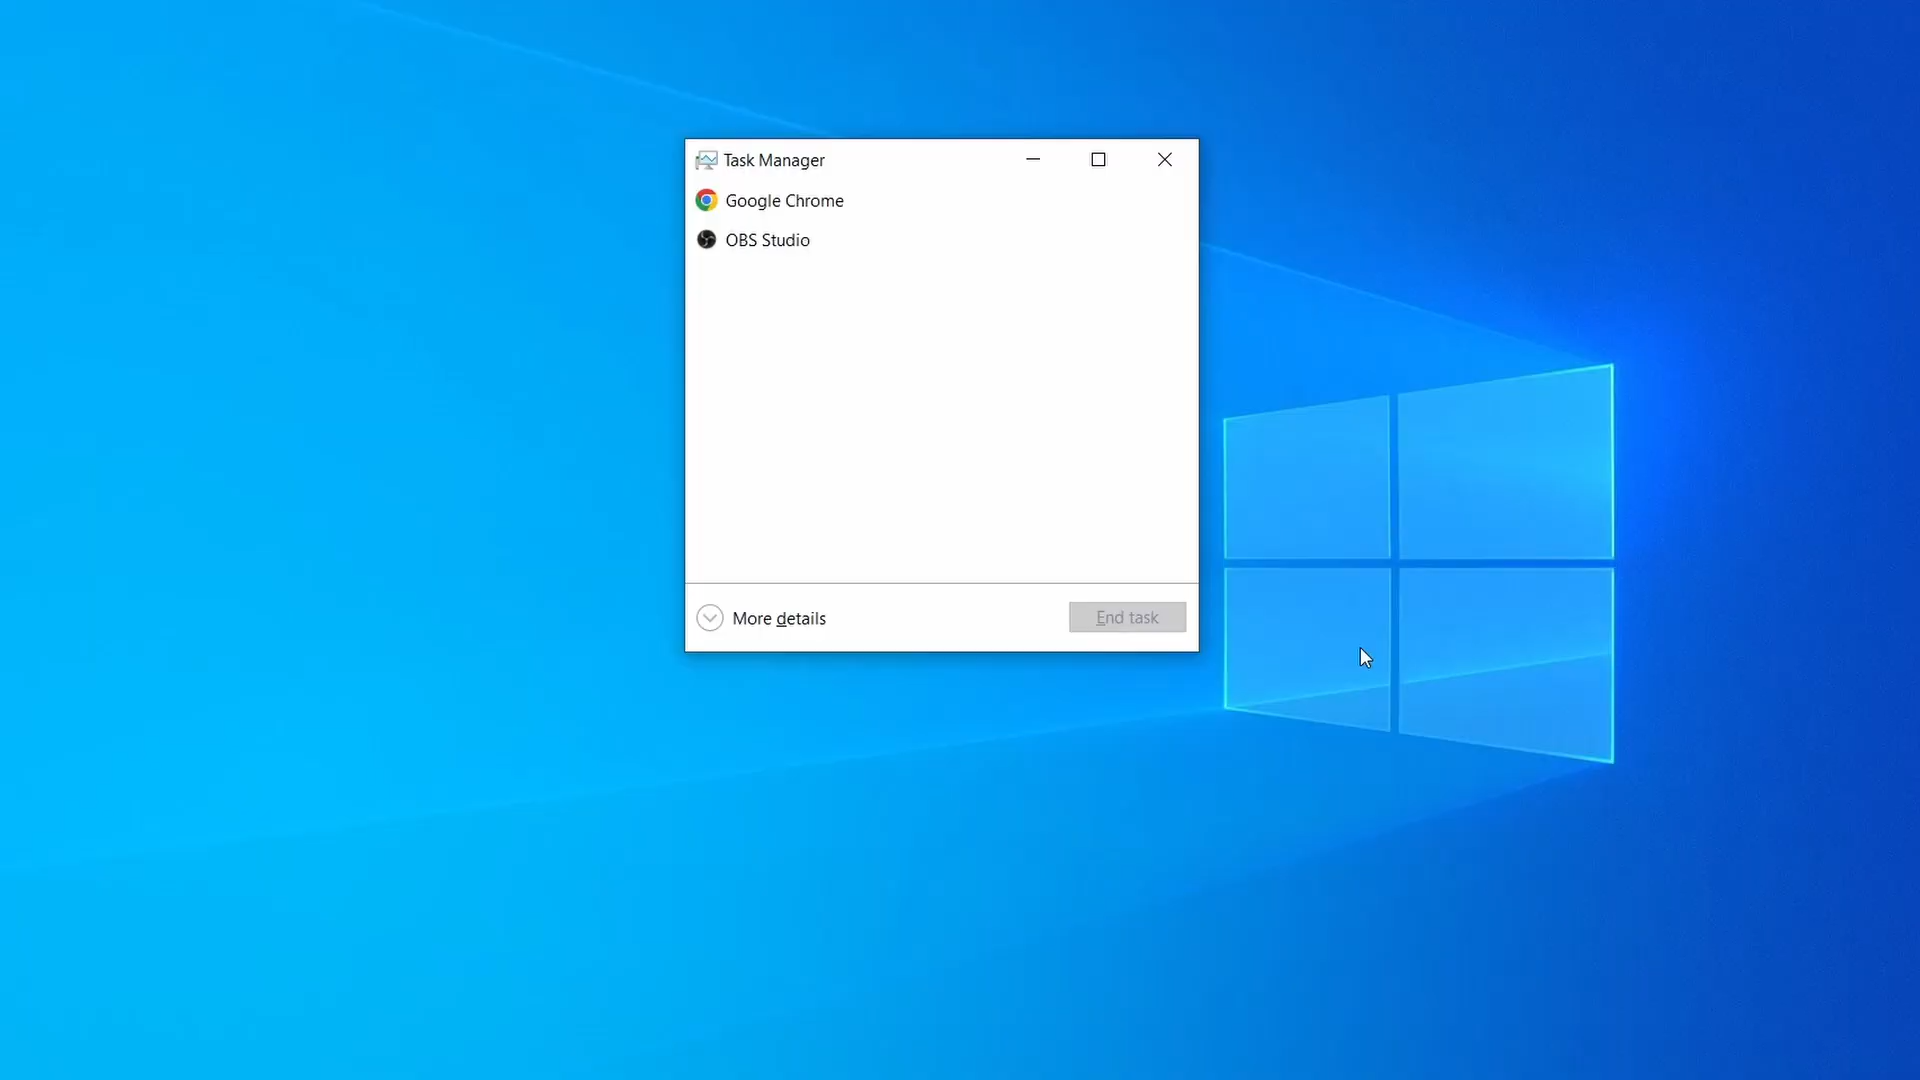 Task Manager
Google Chrome
OBS Studio
More details
End task